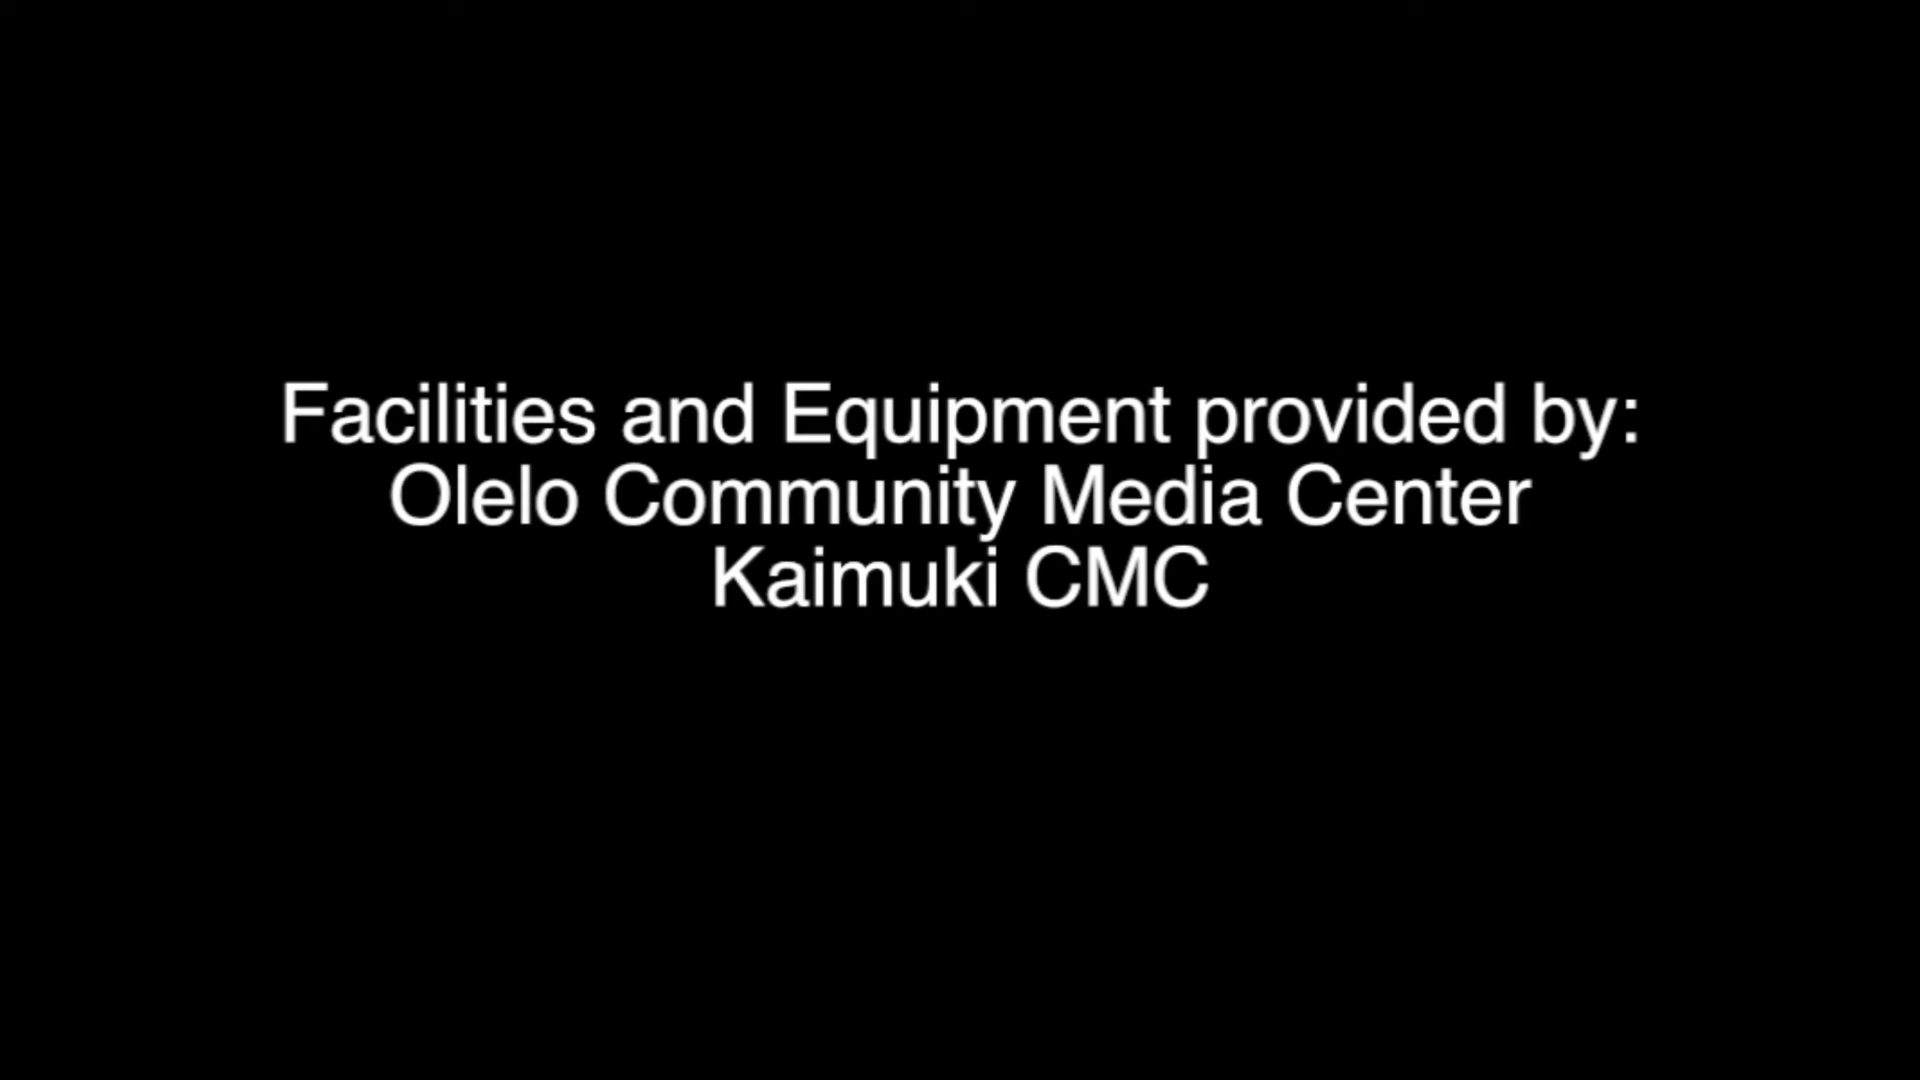 Facilities and Equipment provided by:
Olelo Community Media Center
Kaimuki CMC